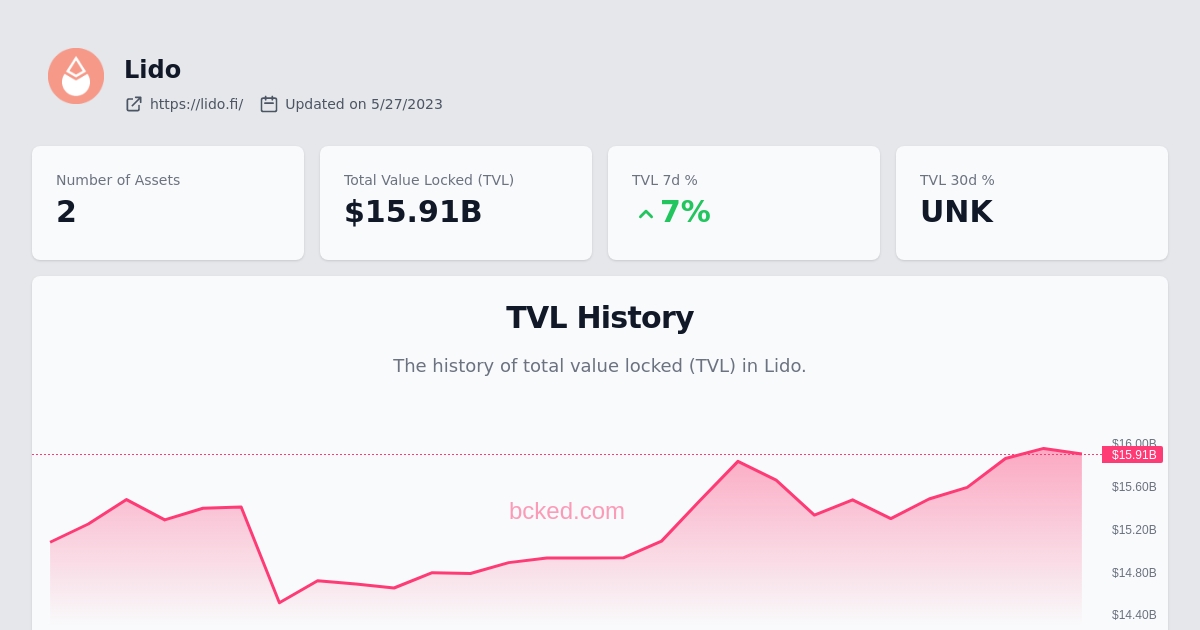 Lido
https://lido.fi/ Updated on 5/27/2023
Number of Assets
2
Total Value Locked (TVL)
$15.91B
TVL 7d %
7%
TVL 30d %
UNK
TVL History
The history of total value locked (TVL) in Lido.
$16.00B
$15.91B
$15.60B
bcked.com
$15.20B
$14.80B
$14.40B